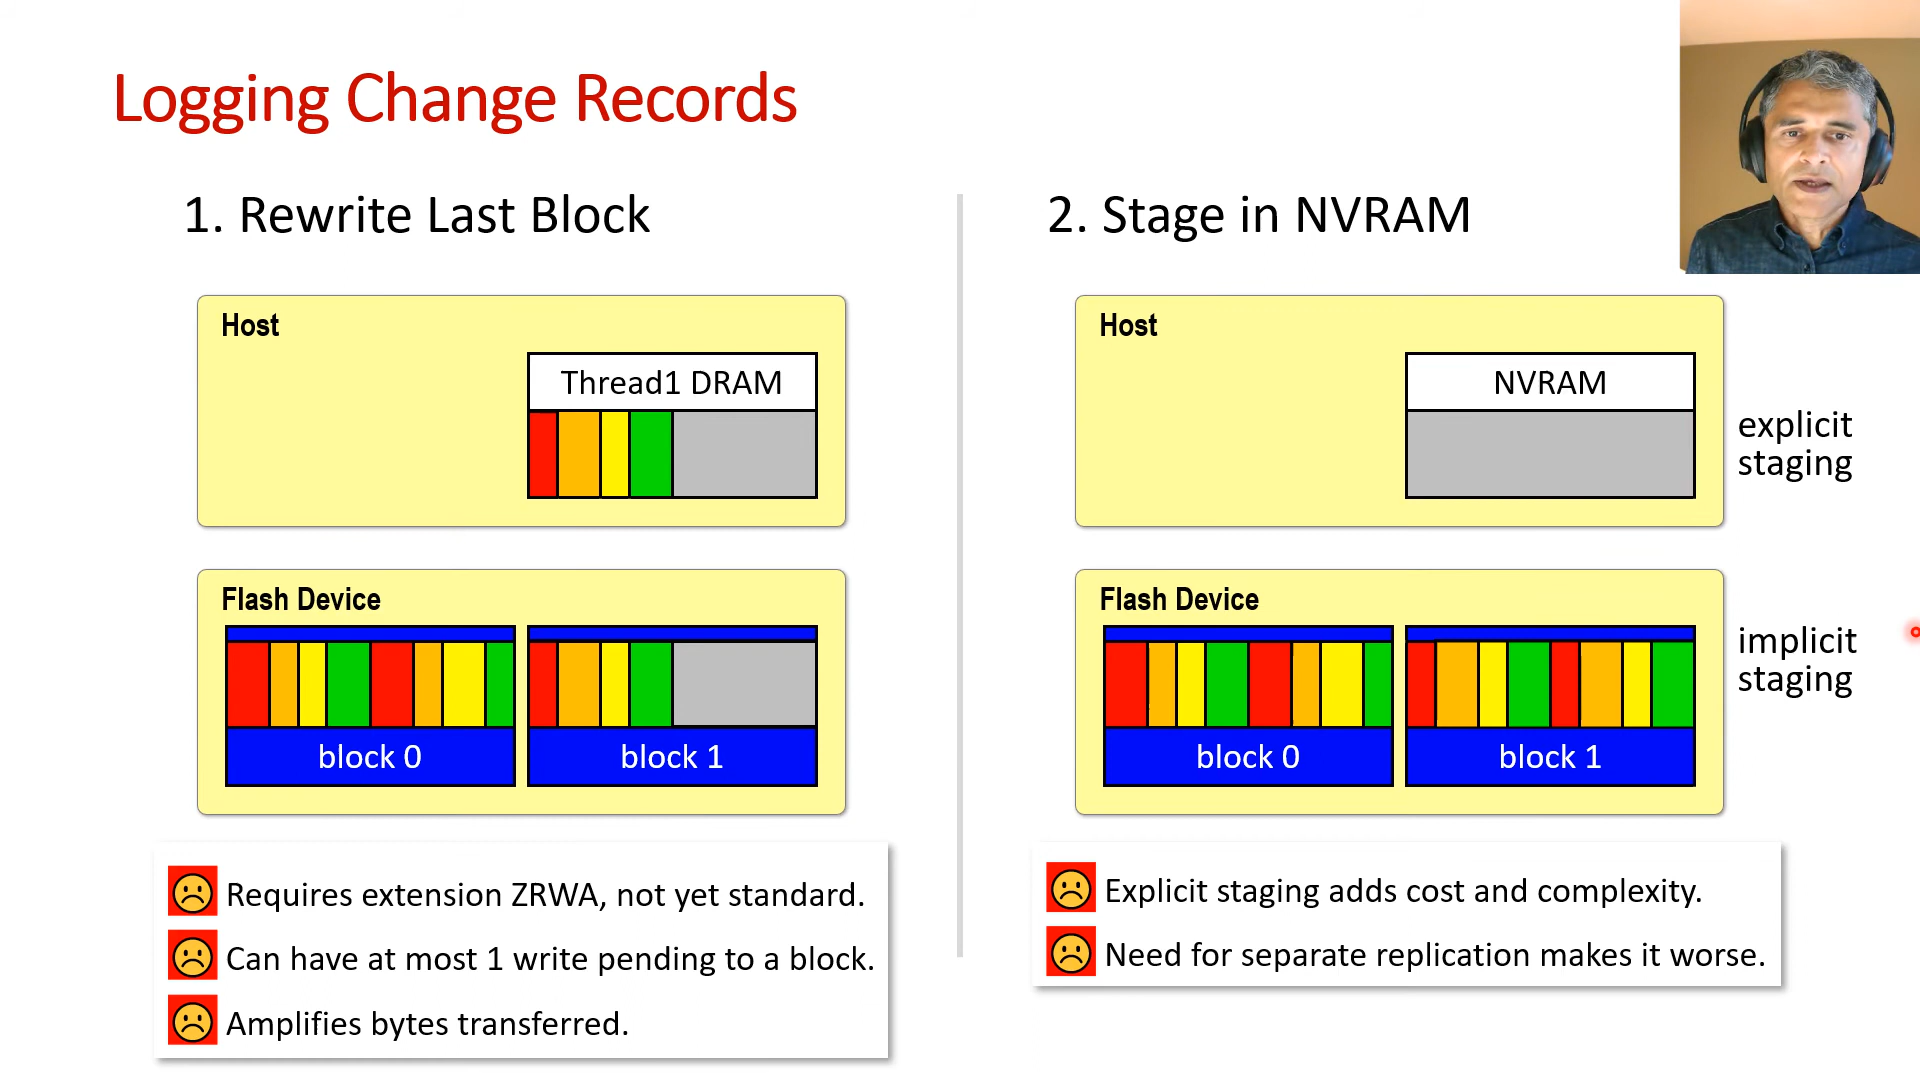 Logging Change Records
1. Rewrite Last Block
Host
Thread1 DRAM
Flash Device
block 0
block 1
Requires extension ZRWA, not yet standard.
Can have at most 1 write pending to a block.
Amplifies bytes transferred.
2. Stage in NVRAM
Host
NVRAM
explicit
staging
Flash Device
block 0
block 1
implicit
staging
Explicit staging adds cost and complexity.
Need for separate replication makes it worse.